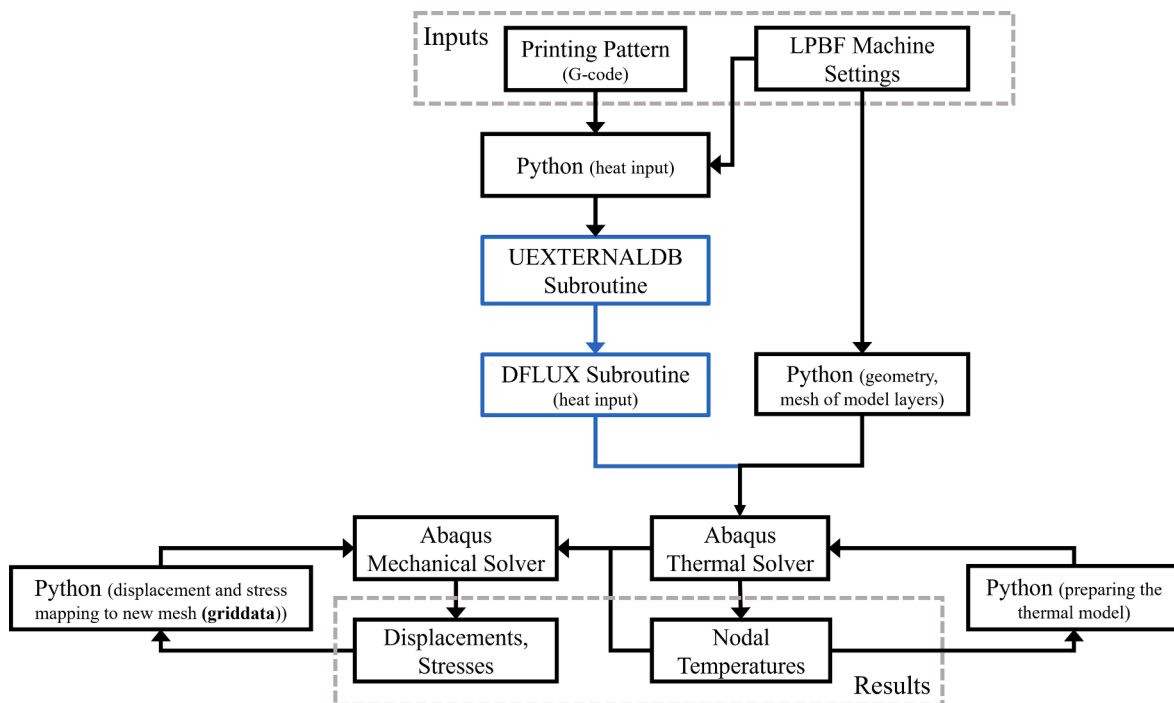 Inputs
Printing Pattern
(G-code)
LPBF Machine
Settings
Python (heat input)
UEXTERNALDB
Subroutine
DFLUX Subroutine
(heat input)
Python (geometry,
mesh of model layers)
Abaqus
Mechanical Solver
Abaqus
Thermal Solver
Python (displacement and stress
mapping to new mesh (griddata))
Python (preparing the
thermal model)
Displacements,
Stresses
Nodal
Temperatures
Results